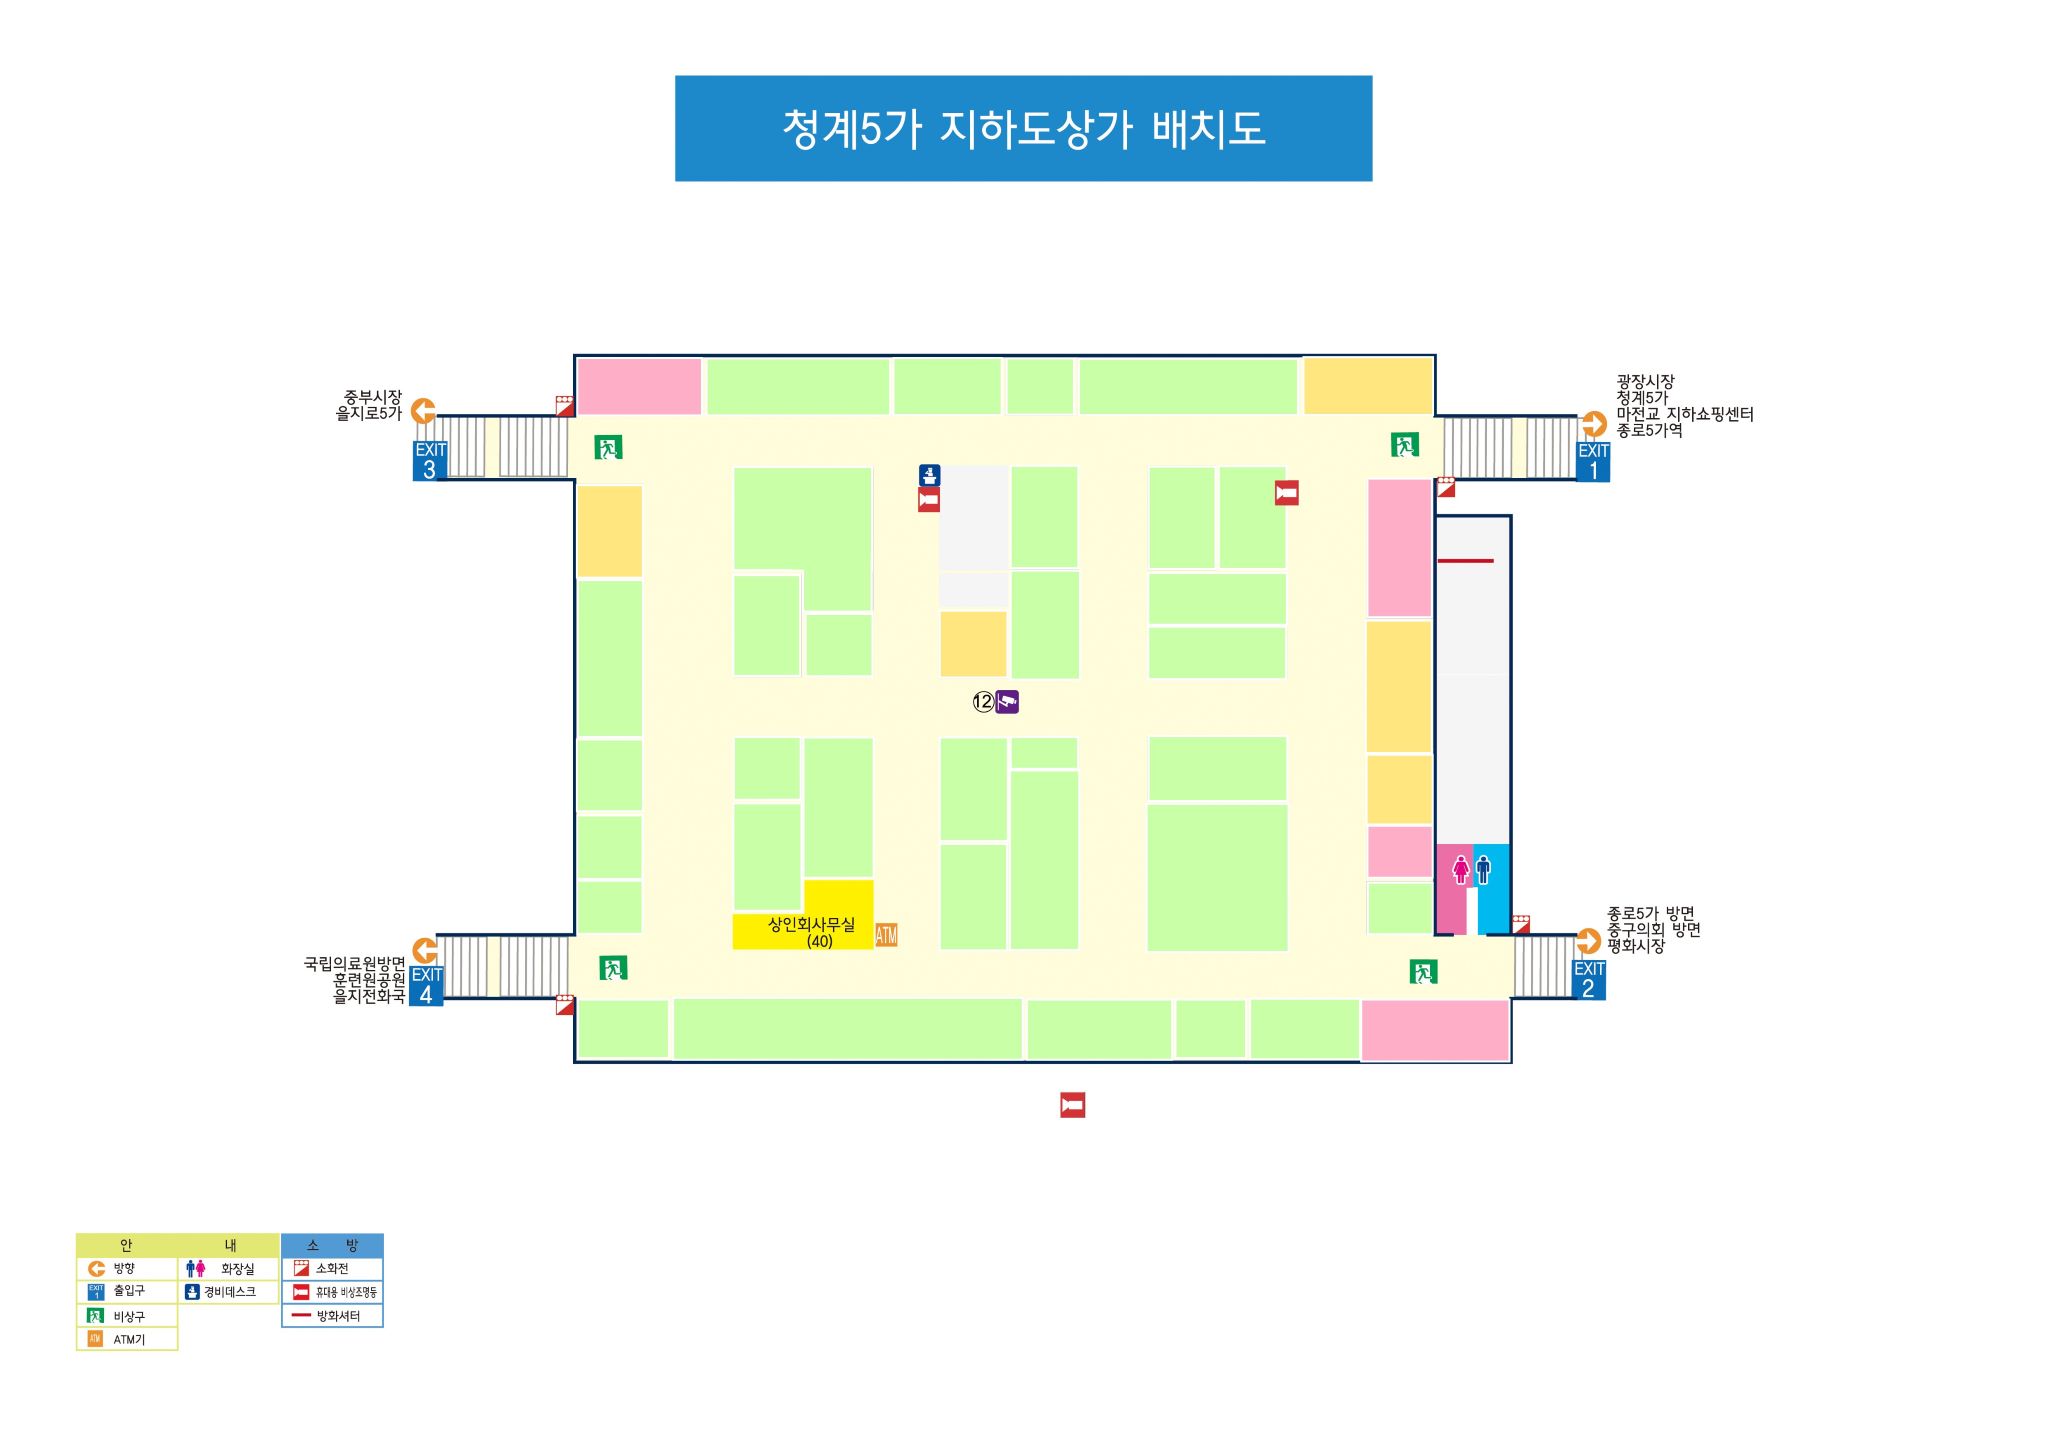 청계5가 지하도상가 배치도
중부시장
을지로5가
EXIT
3
광장시장
청계5가
마전교 지하쇼핑센터
종로5가역
EXIT
1
⑫
상인회사무실
(40)
ATM
국립의료원방면
훈련원공원
을지전화국
EXIT
4
종로5가 방면
중구의회 방면
평화시장
EXIT
2
안 내
방향
화장실
EXIT
1
출입구
경비데스크
비상구
ATM
ATM기
소 방
소화전
휴대용 비상조명등
방화셔터